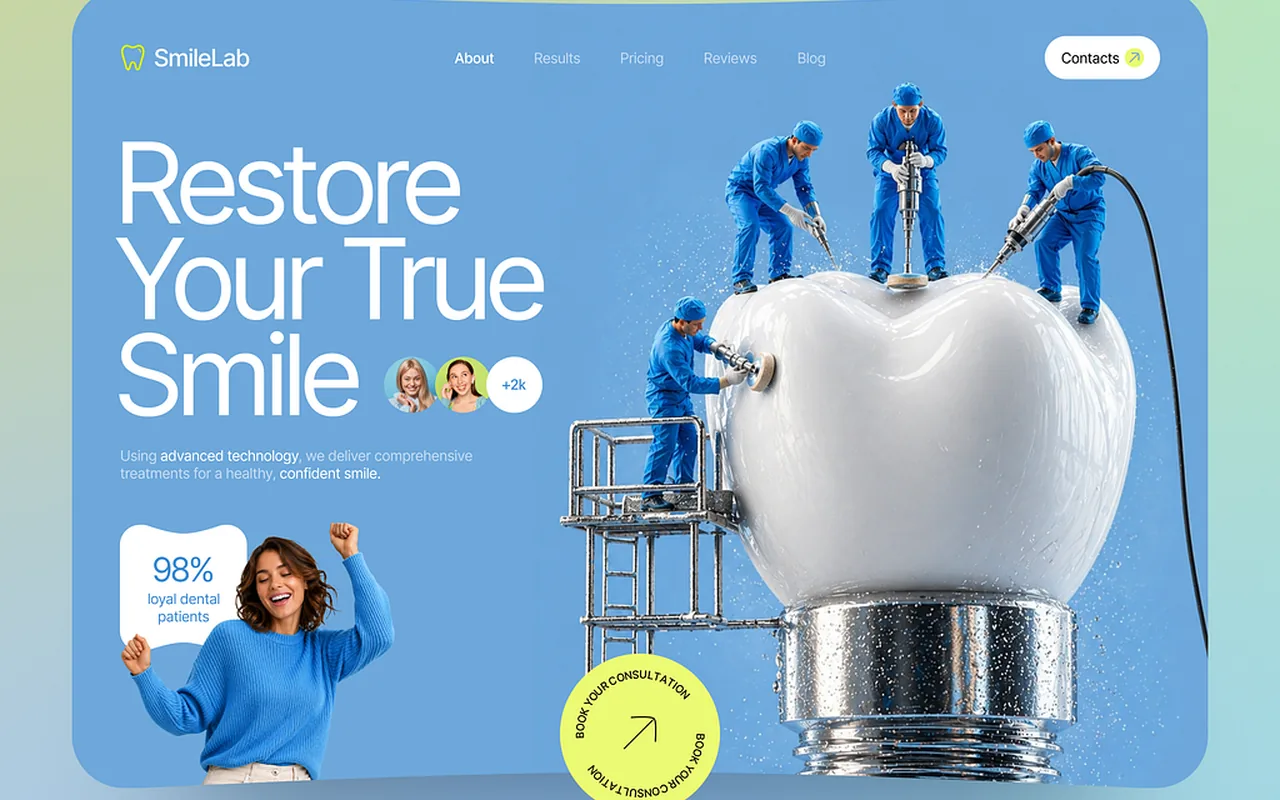 SmileLab
About
Results
Pricing
Reviews
Blog
Contacts
Restore
Your True
Smile
+2k
Using advanced technology, we deliver comprehensive
treatments for a healthy, confident smile.
98%
loyal dental
patients
BOOK YOUR CONSULTATION
BOOK YOUR CONSULTATION